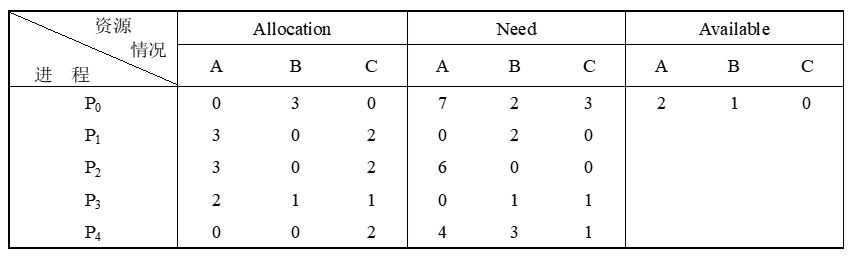 资源 Allocation Need Available
情况
进 程 A B C A B C A B C
P0 0 3 0 7 2 3 2 1 0
P1 3 0 2 0 2 0
P2 3 0 2 6 0 0
P3 2 1 1 0 1 1
P4 0 0 2 4 3 1